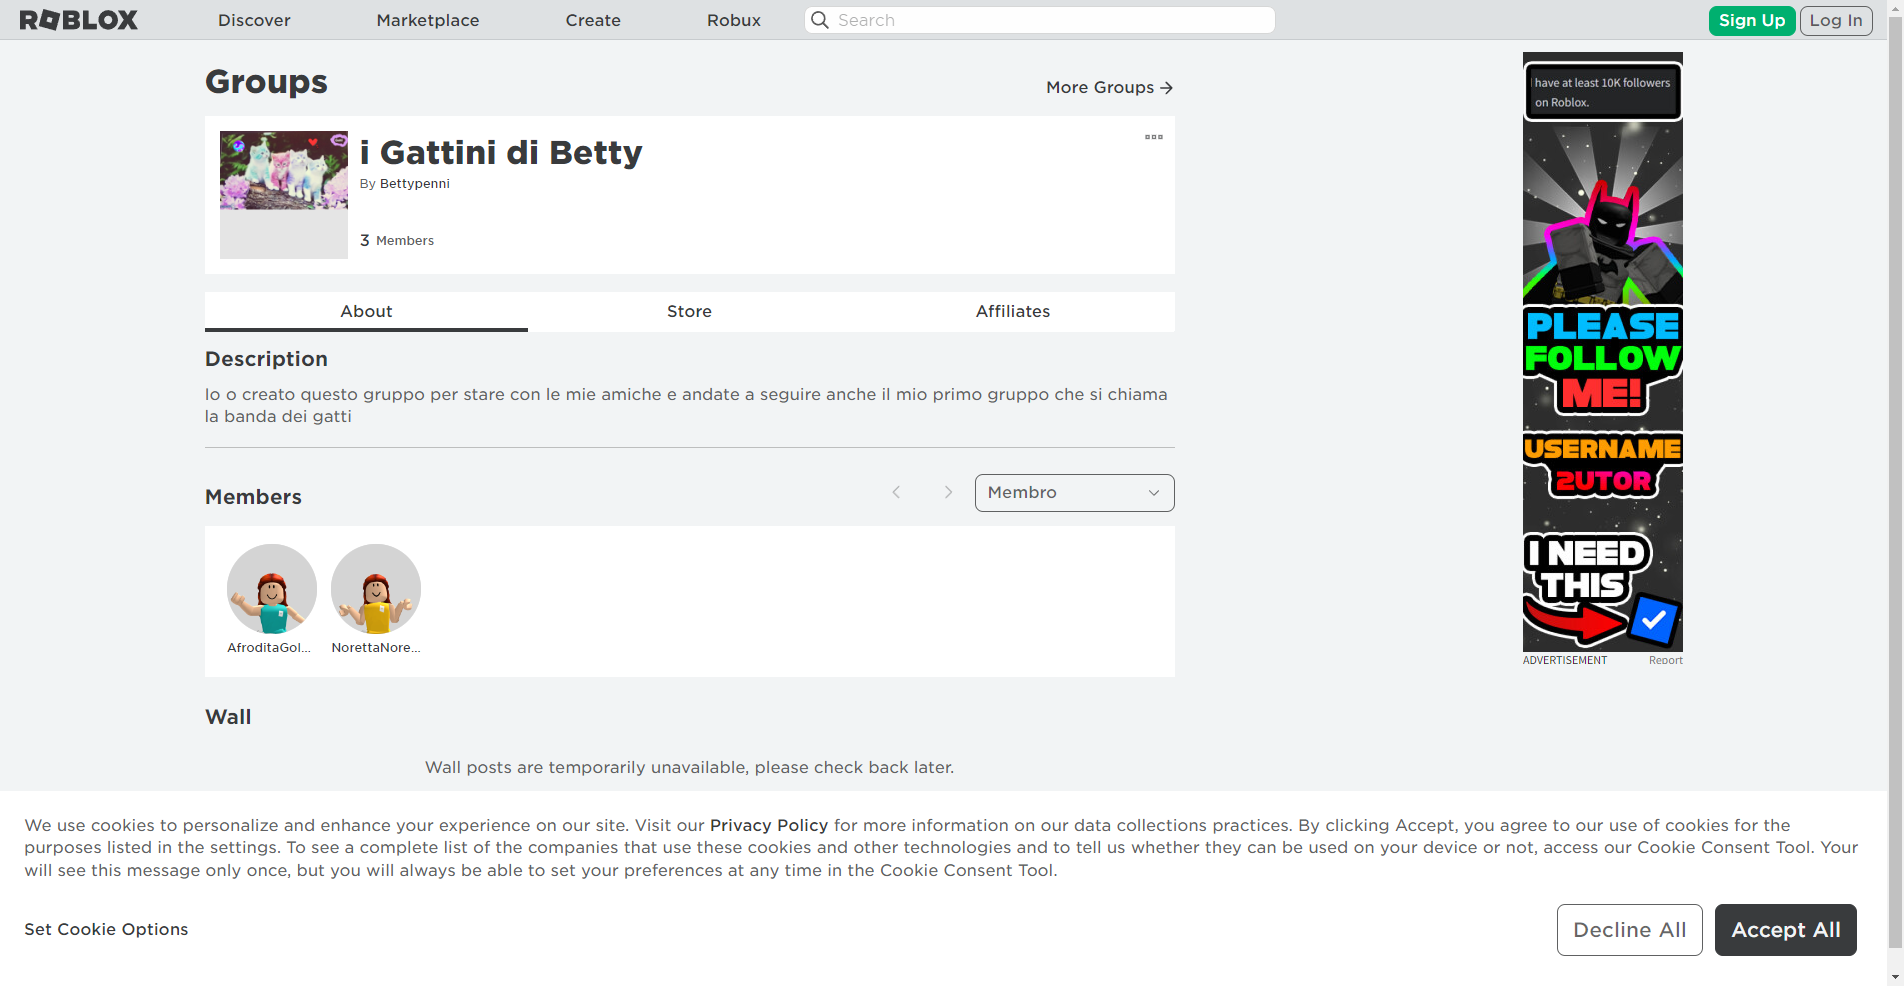 ROBLOX
Discover
Marketplace
Create
Robux
Search
Sign Up
Log In
Groups
More Groups
i Gattini di Betty
By Bettypenni
3 Members
About
Store
Affiliates
Description
Io o creato questo gruppo per stare con le mie amiche e andate a seguire anche il mio primo gruppo che si chiama
la banda dei gatti
Members
Membro
AfroditaGol...
NorettaNore...
Wall
Wall posts are temporarily unavailable, please check back later.
have at least 10K followers
on Roblox.
PLEASE
FOLLOW
ME!
USERNAME
2UTOR
I NEED
THIS
ADVERTISEMENT
Report
We use cookies to personalize and enhance your experience on our site. Visit our Privacy Policy for more information on our data collections practices. By clicking Accept, you agree to our use of cookies for the
purposes listed in the settings. To see a complete list of the companies that use these cookies and other technologies and to tell us whether they can be used on your device or not, access our Cookie Consent Tool. Your
will see this message only once, but you will always be able to set your preferences at any time in the Cookie Consent Tool.
Set Cookie Options
Decline All
Accept All